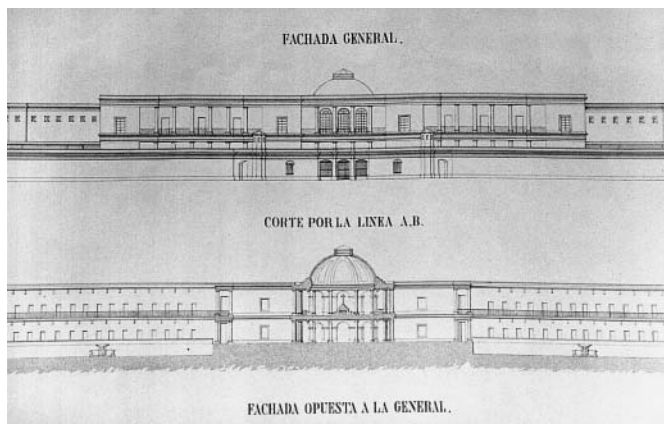 FACHADA GENERAL.
CORTE POR LA LINEA A.B.
FACHADA OPUESTA A LA GENERAL.